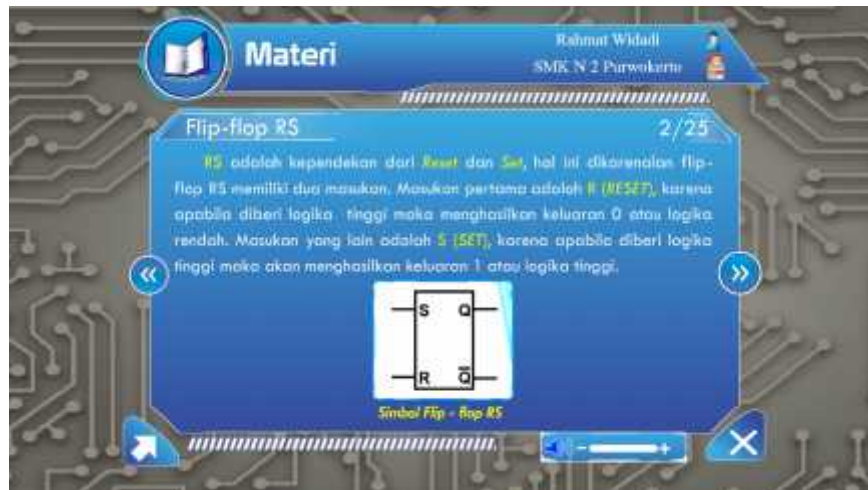 Materi
Rahmat Widadi
SMK N 2 Purwokerto
Flip-flop RS
2/25
RS adalah kependekan dari Reset dan Set, hal ini dikarenalan flip-
flop RS memiliki dua masukan. Masukan pertama adalah R (RESET), karena
apabila diberi logika tinggi maka menghasilkan keluaran 0 atau logika
rendah. Masukan yang lain adalah S (SET), karena apabila diberi logika
tinggi maka akan menghasilkan keluaran 1 atau logika tinggi.
S Q
R Q̅
Simbol Flip - flop RS